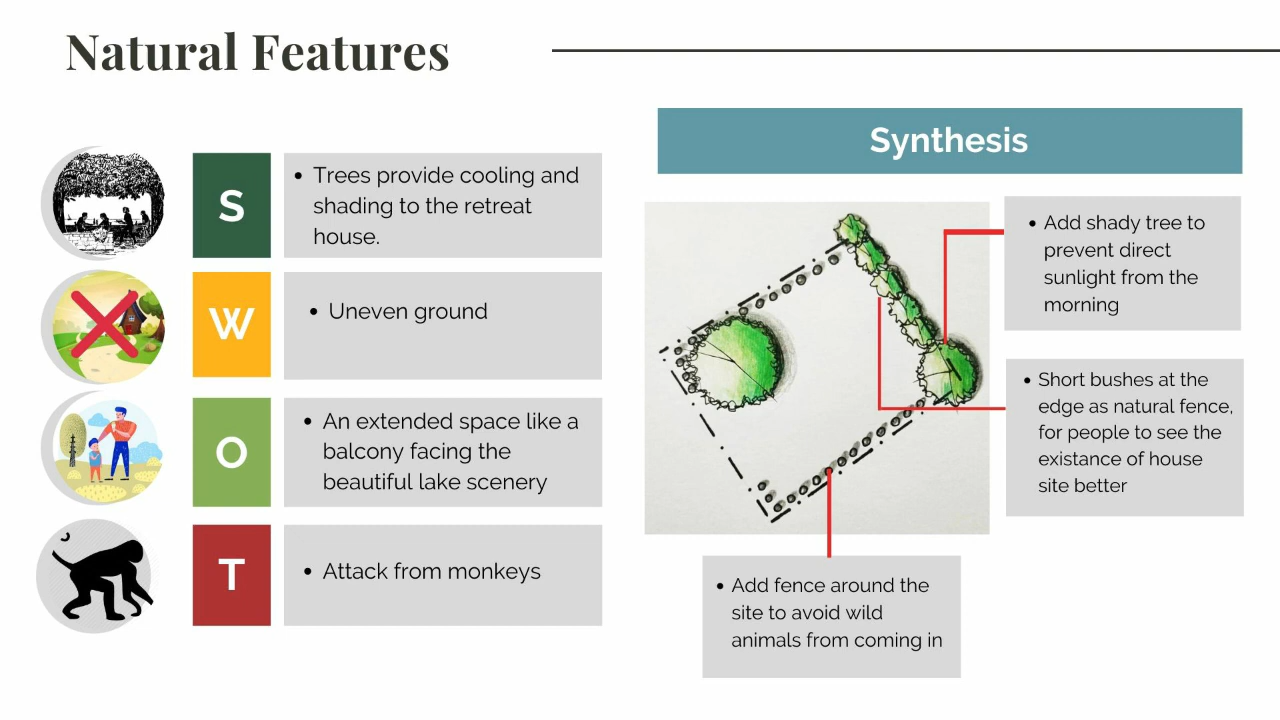 Natural Features
S
• Trees provide cooling and
shading to the retreat
house.
W
• Uneven ground
O
• An extended space like a
balcony facing the
beautiful lake scenery
T
• Attack from monkeys
Synthesis
• Add shady tree to
prevent direct
sunlight from the
morning
• Short bushes at the
edge as natural fence,
for people to see the
existance of house
site better
• Add fence around the
site to avoid wild
animals from coming in